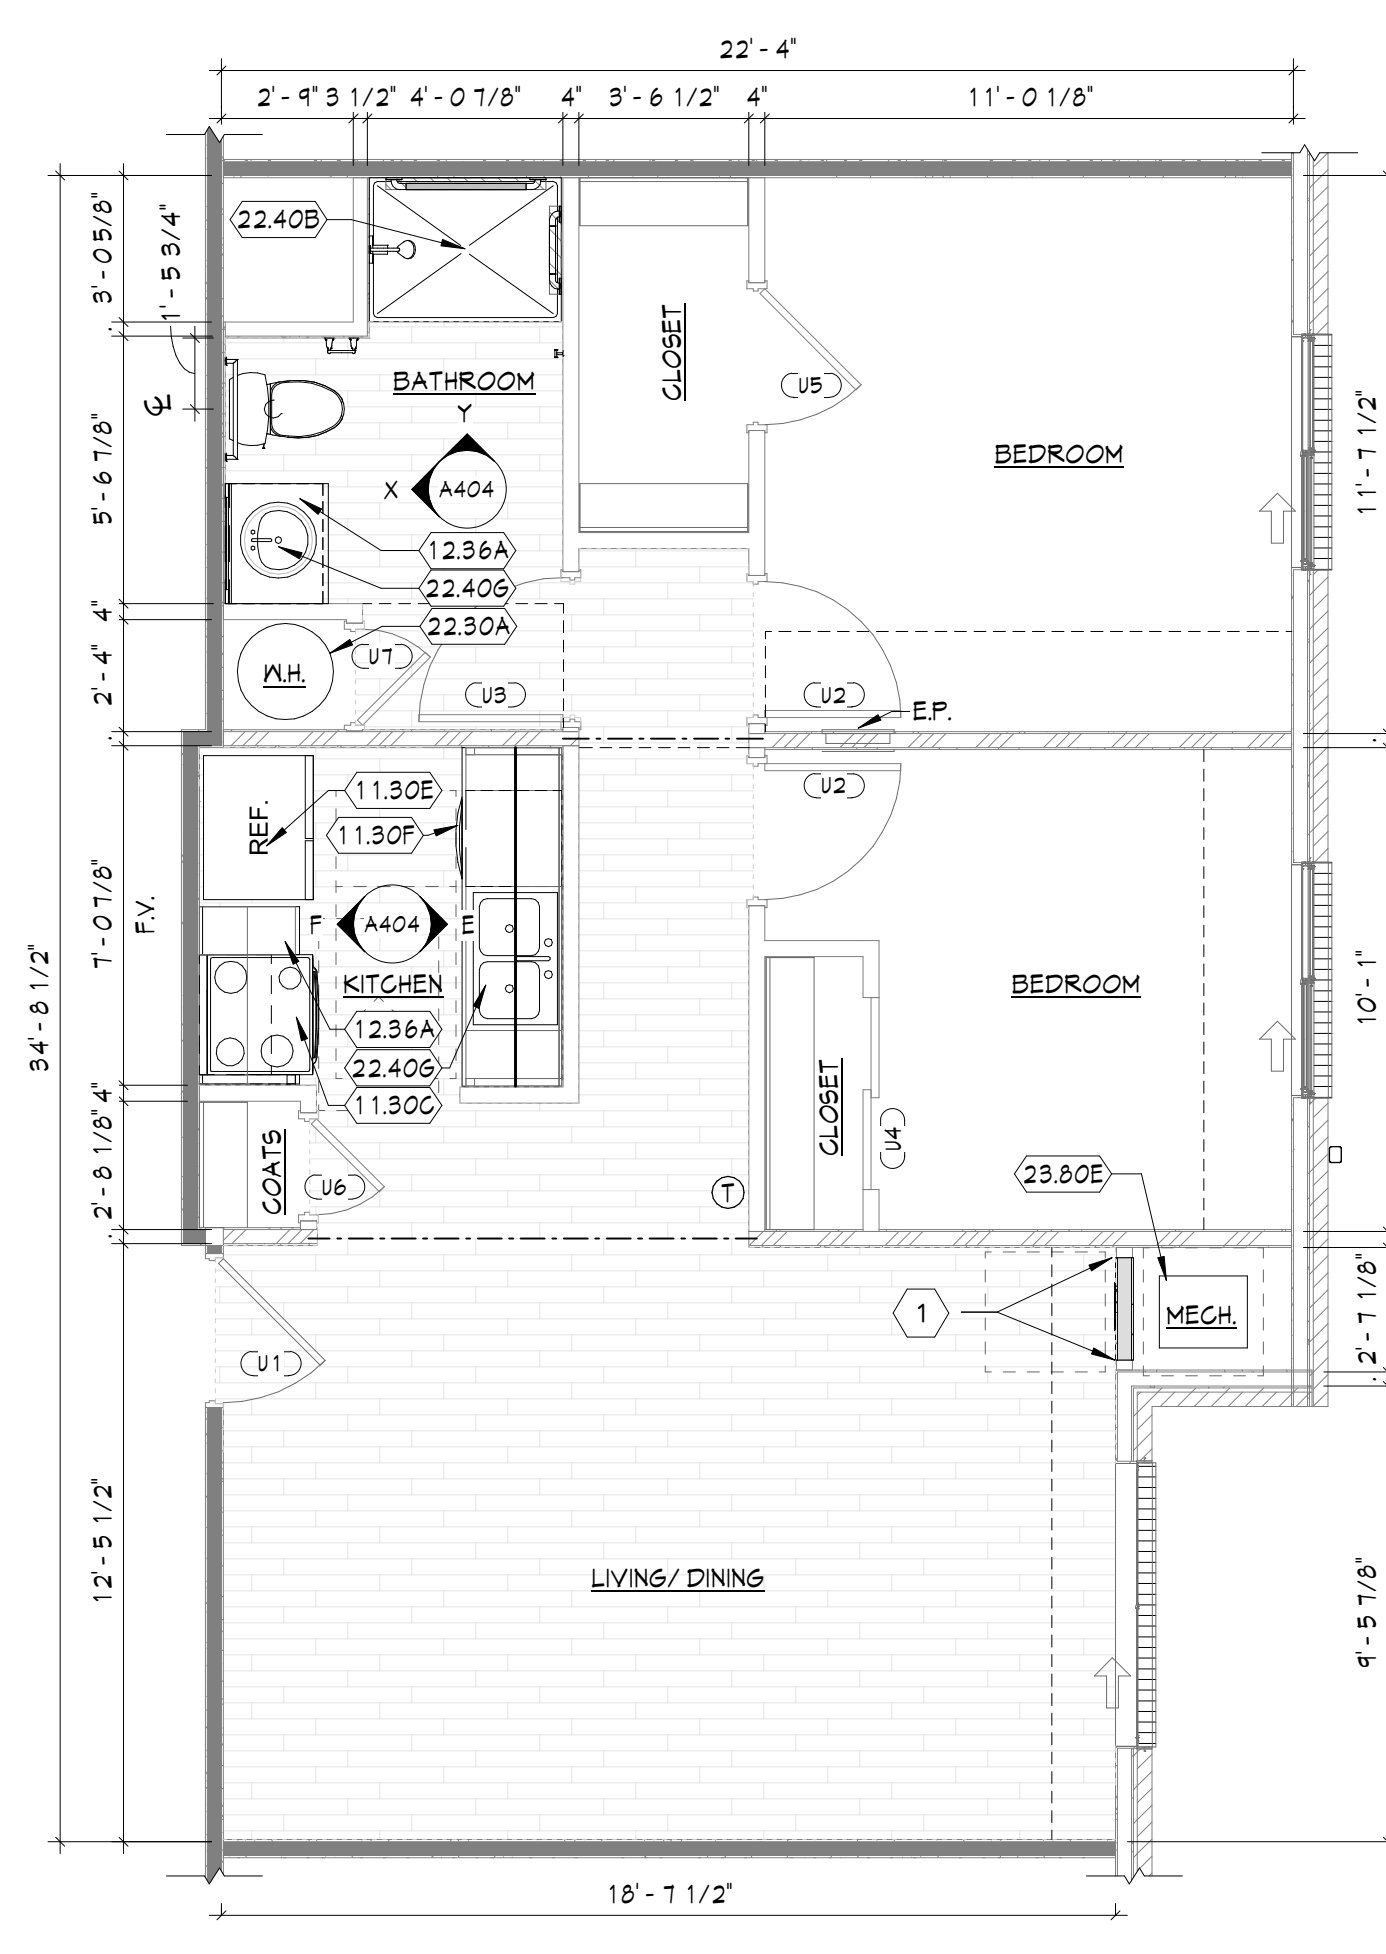 22'- 4"
2'- 9" 3 1/2" 4'- 0 7/8" 4" 3'- 6 1/2" 4" 11'- 0 1/8"
3'- 0 5/8"
1'- 5 3/4"
22.40B
CLOSET
U5
BATHROOM
Y
X
A404
BEDROOM
11'- 7 1/2"
5'- 6 7/8"
12.36A
22.40G
22.30A
4"
2'- 4"
W.H.
U7
U3
U2
E.P.
U2
REF.
11.30E
11.30F
7'- 0 7/8"
F.V.
34'- 8 1/2"
F
A404
E
KITCHEN
BEDROOM
10'- 1"
12.36A
22.40G
11.30C
4"
2'- 8 1/8"
COATS
U6
CLOSET
U4
T
23.80E
1
MECH.
2'- 7 1/8"
U1
12'- 5 1/2"
LIVING/ DINING
9'- 5 7/8"
18'- 7 1/2"